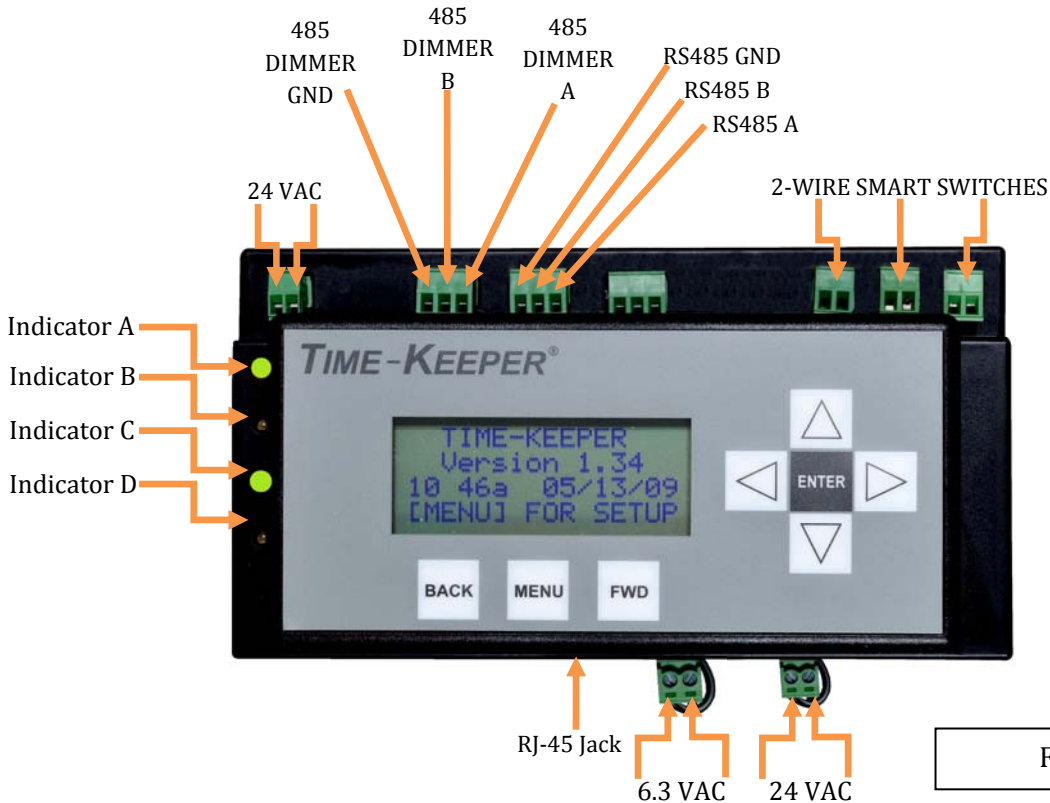 485
DIMMER
GND
485
DIMMER
B
485
DIMMER
A
RS485 GND
RS485 B
RS485 A
24 VAC
2-WIRE SMART SWITCHES
Indicator A
Indicator B
Indicator C
Indicator D
TIME-KEEPER®
TIME-KEEPER
Version 1.34
10 46a 05/13/09
[MENU] FOR SETUP
ENTER
BACK MENU FWD
RJ-45 Jack
6.3 VAC
24 VAC
F